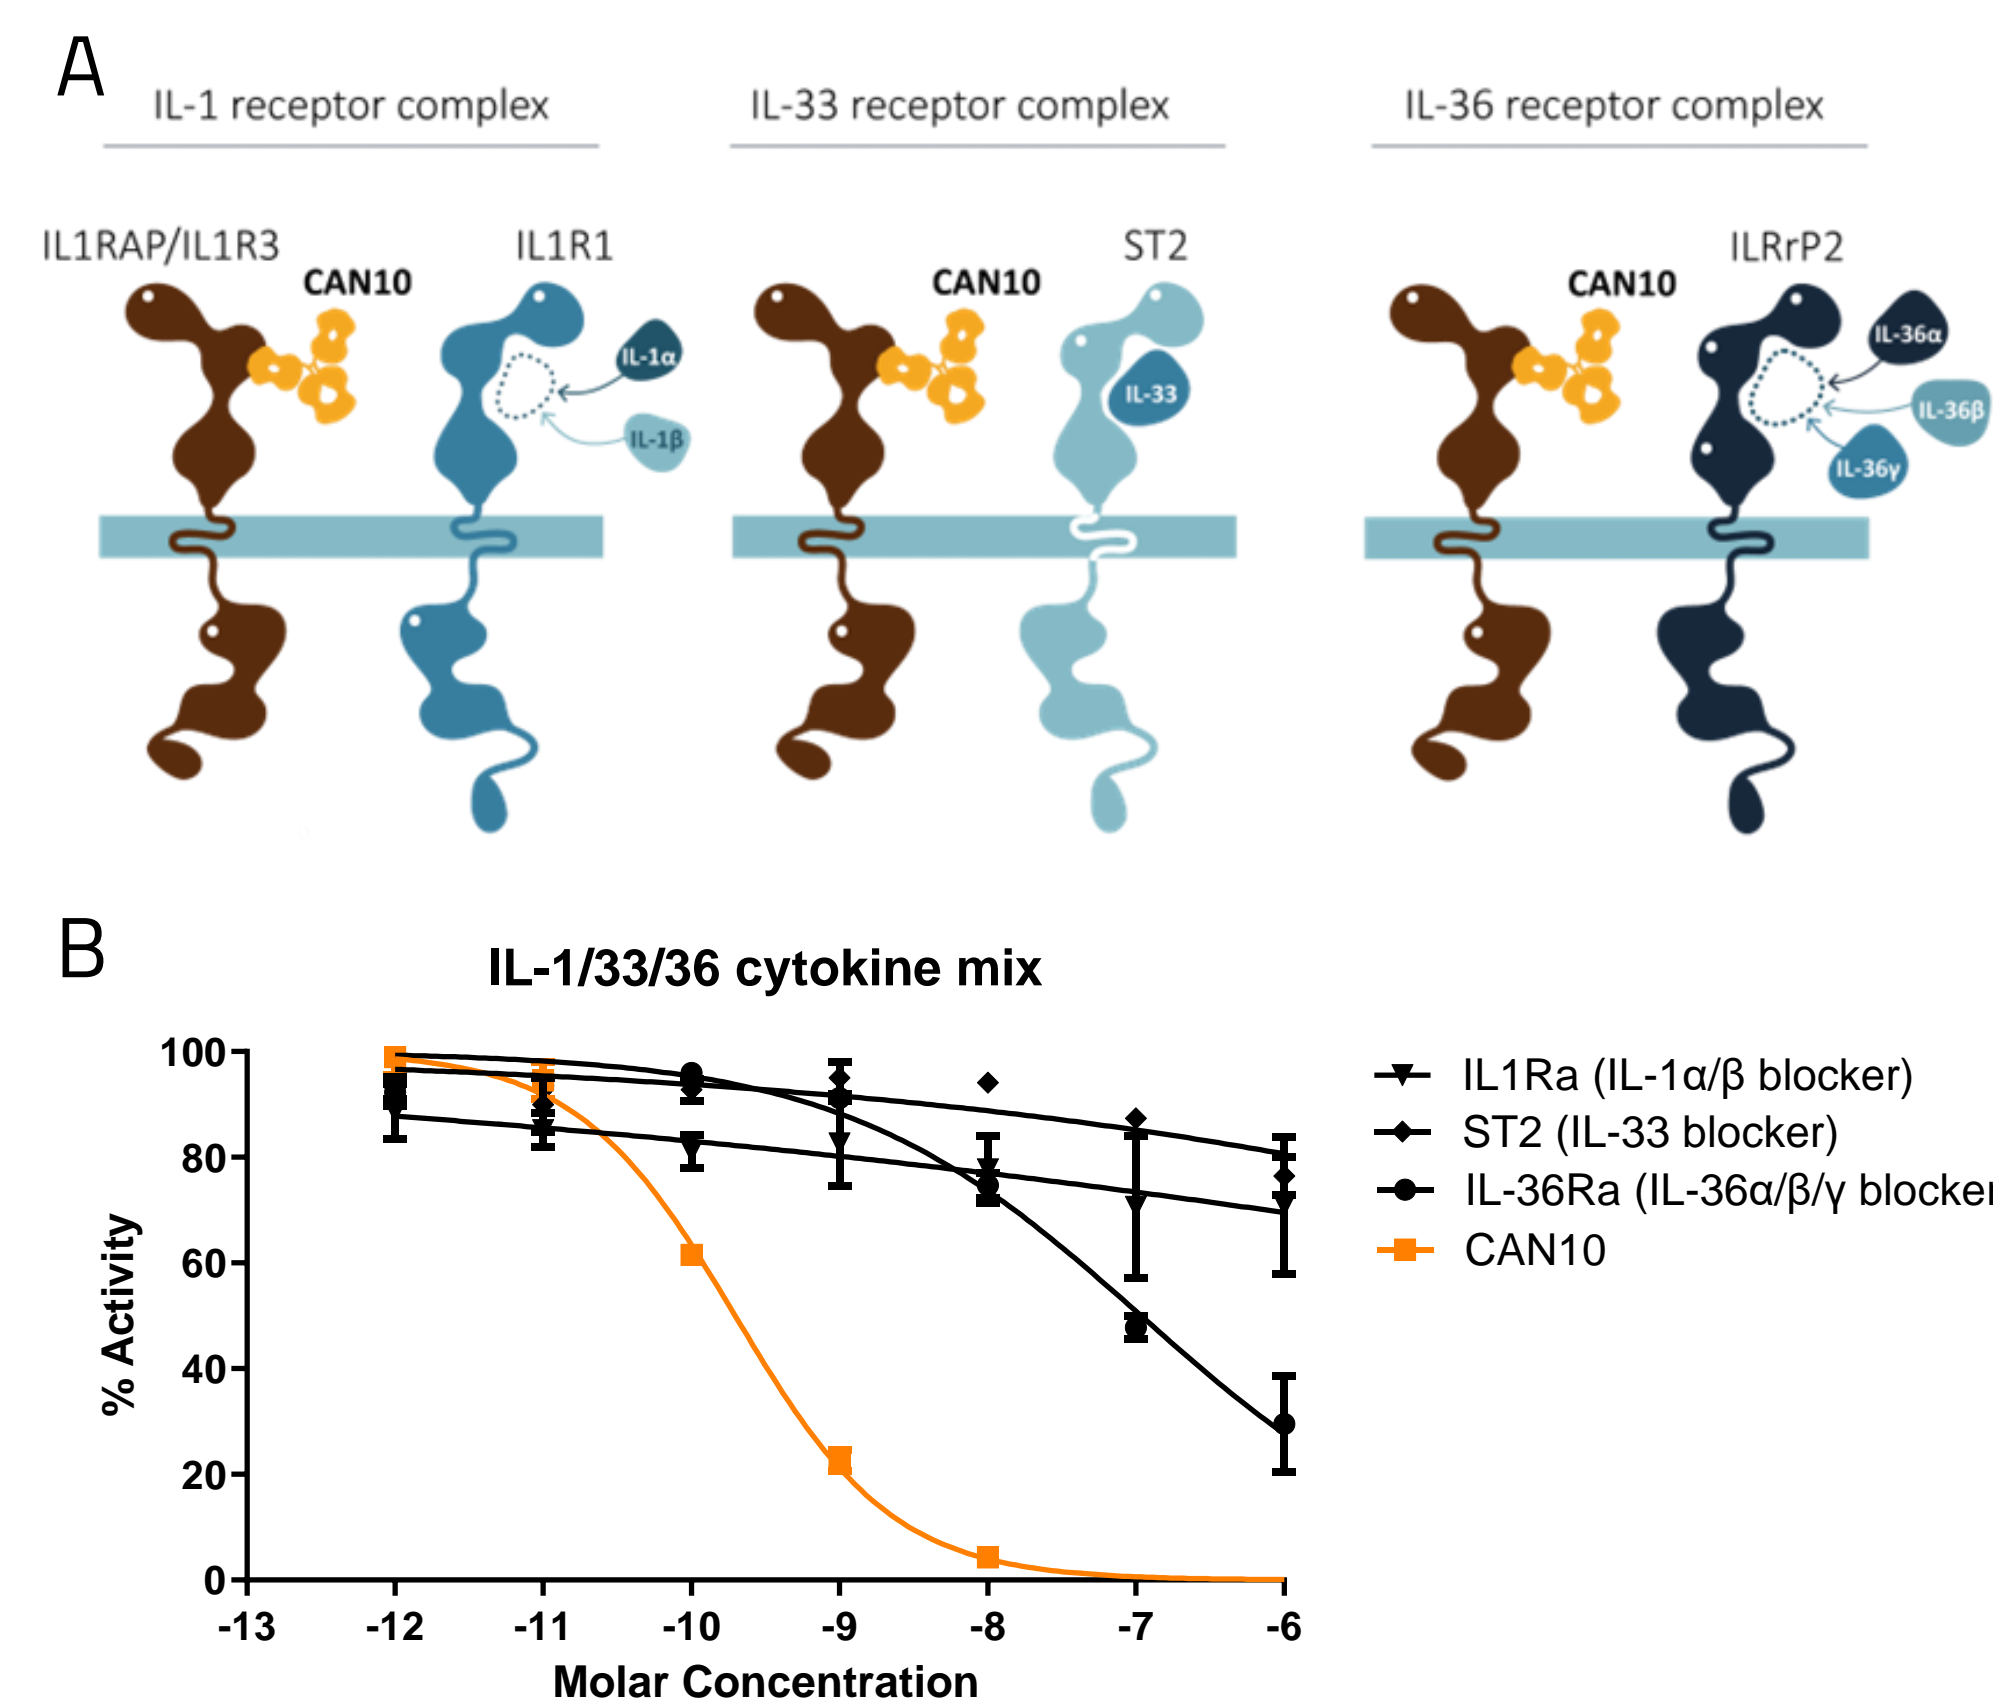 A
IL-1 receptor complex
IL-33 receptor complex
IL-36 receptor complex
IL1RAP/IL1R3
CAN10
IL1R1
IL-1α
IL-1β
CAN10
ST2
IL-33
CAN10
ILRrP2
IL-36α
IL-36β
IL-36γ
B
IL-1/33/36 cytokine mix
% Activity
100
80
60
40
20
0
-13 -12 -11 -10 -9 -8 -7 -6
Molar Concentration
IL1Ra (IL-1α/β blocker)
ST2 (IL-33 blocker)
IL-36Ra (IL-36α/β/γ blocker
CAN10